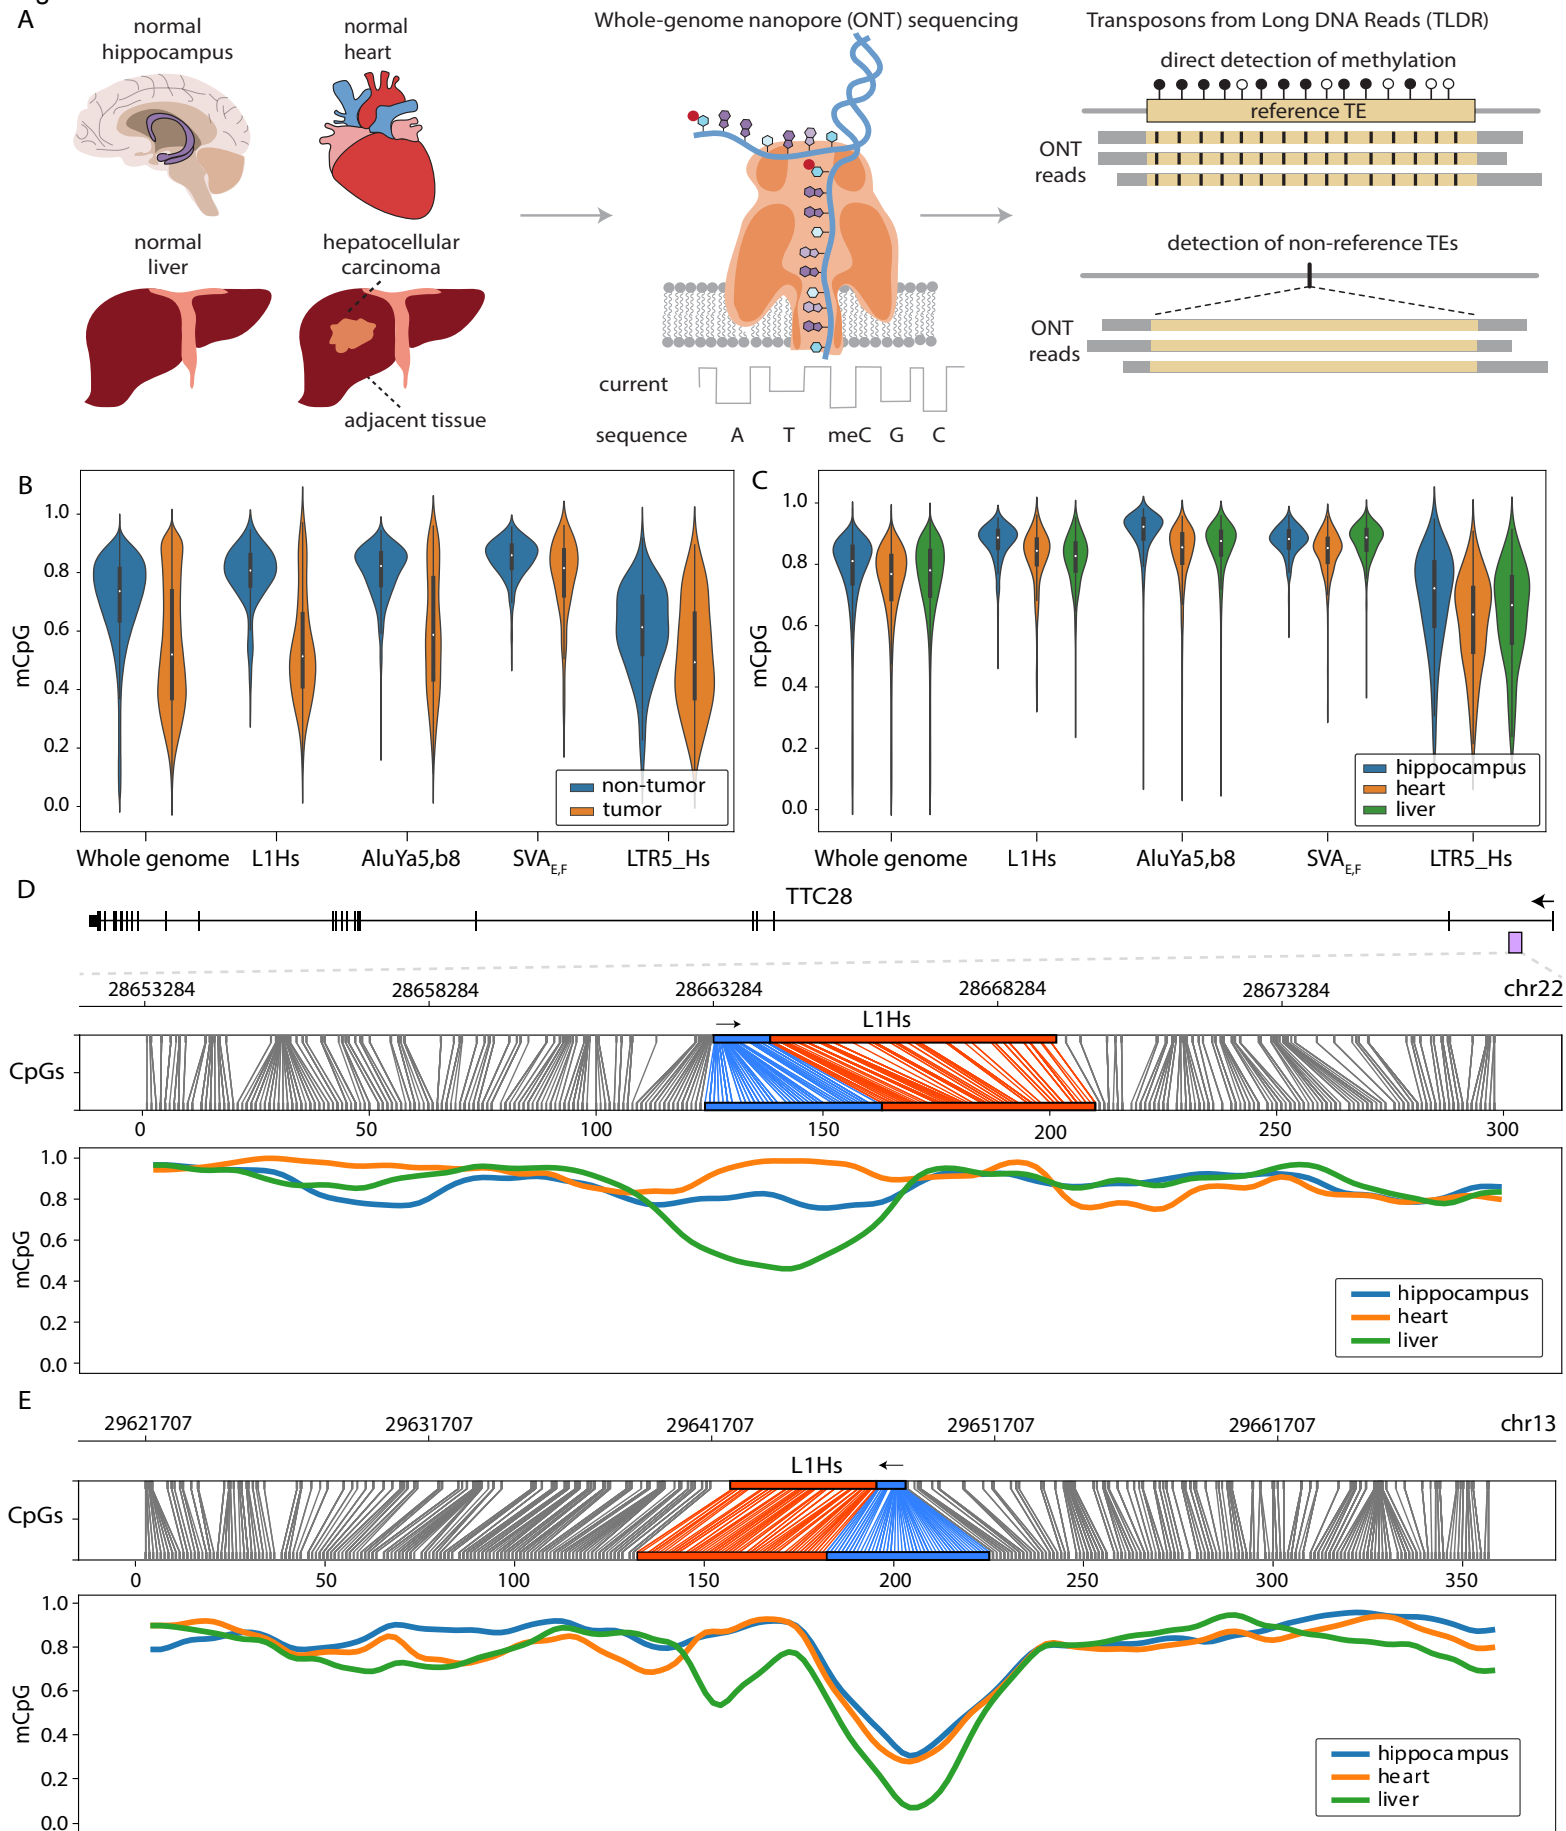 A
normal
hippocampus
normal
heart
normal
liver
hepatocellular
carcinoma
adjacent tissue
Whole-genome nanopore (ONT) sequencing
current
sequence A T meC G C
Transposons from Long DNA Reads (TLDR)
direct detection of methylation
reference TE
ONT
reads
detection of non-reference TEs
ONT
reads
B
mCpG
1.0
0.8
0.6
0.4
0.2
0.0
non-tumor
tumor
Whole genome L1Hs AluYa5,b8 SVA E,F LTR5_Hs
C
mCpG
1.0
0.8
0.6
0.4
0.2
0.0
hippocampus
heart
liver
Whole genome L1Hs AluYa5,b8 SVA E,F LTR5_Hs
D
TTC28
28653284 28658284 28663284 28668284 28673284 chr22
L1Hs
CpGs
0 50 100 150 200 250 300
mCpG
1.0
0.8
0.6
0.4
0.2
0.0
hippocampus
heart
liver
E
29621707 29631707 29641707 29651707 29661707 chr13
L1Hs
CpGs
0 50 100 150 200 250 300 350
mCpG
1.0
0.8
0.6
0.4
0.2
0.0
hippocampus
heart
liver